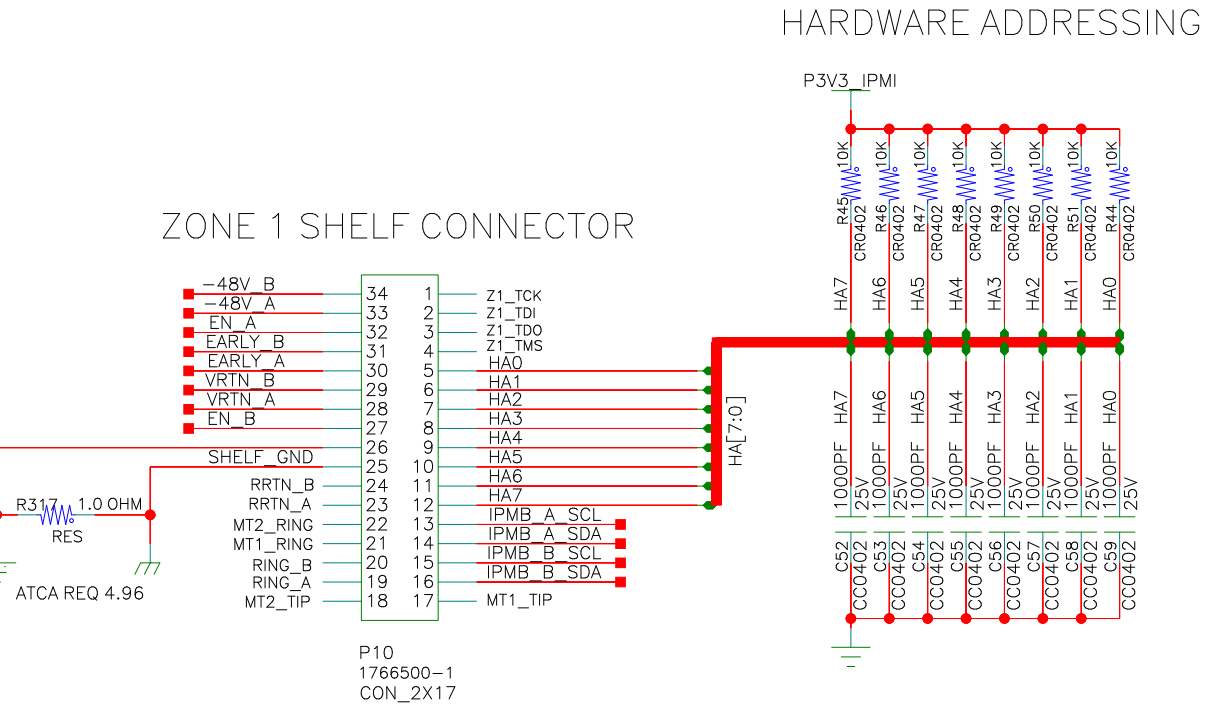 HARDWARE ADDRESSING
P3V3_IPMI
10K 10K 10K 10K 10K 10K 10K 10K
R45 R46 R47 R48 R49 R50 R51 R44
CR0402 CR0402 CR0402 CR0402 CR0402 CR0402 CR0402 CR0402
HA7 HA6 HA5 HA4 HA3 HA2 HA1 HA0
ZONE 1 SHELF CONNECTOR
-48V_B 34 1 Z1_TCK
-48V_A 33 2 Z1_TDI
EN_A 32 3 Z1_TDO
EARLY_B 31 4 Z1_TMS
EARLY_A 30 5 HA0
VRTN_B 29 6 HA1
VRTN_A 28 7 HA2
EN_B 27 8 HA3
26 9 HA4
SHELF_GND 25 10 HA5
RRTN_B 24 11 HA6
RRTN_A 23 12 HA7
MT2_RING 22 13 IPMB_A_SCL
MT1_RING 21 14 IPMB_A_SDA
RING_B 20 15 IPMB_B_SCL
RING_A 19 16 IPMB_B_SDA
MT2_TIP 18 17 MT1_TIP
HA[7:0]
R317 1.0 OHM
RES
ATCA REQ 4.96
P10
1766500-1
CON_2X17
HA7 HA6 HA5 HA4 HA3 HA2 HA1 HA0
1000PF 1000PF 1000PF 1000PF 1000PF 1000PF 1000PF 1000PF
25V 25V 25V 25V 25V 25V 25V 25V
C52 C53 C54 C55 C56 C57 C58 C59
CC0402 CC0402 CC0402 CC0402 CC0402 CC0402 CC0402 CC0402